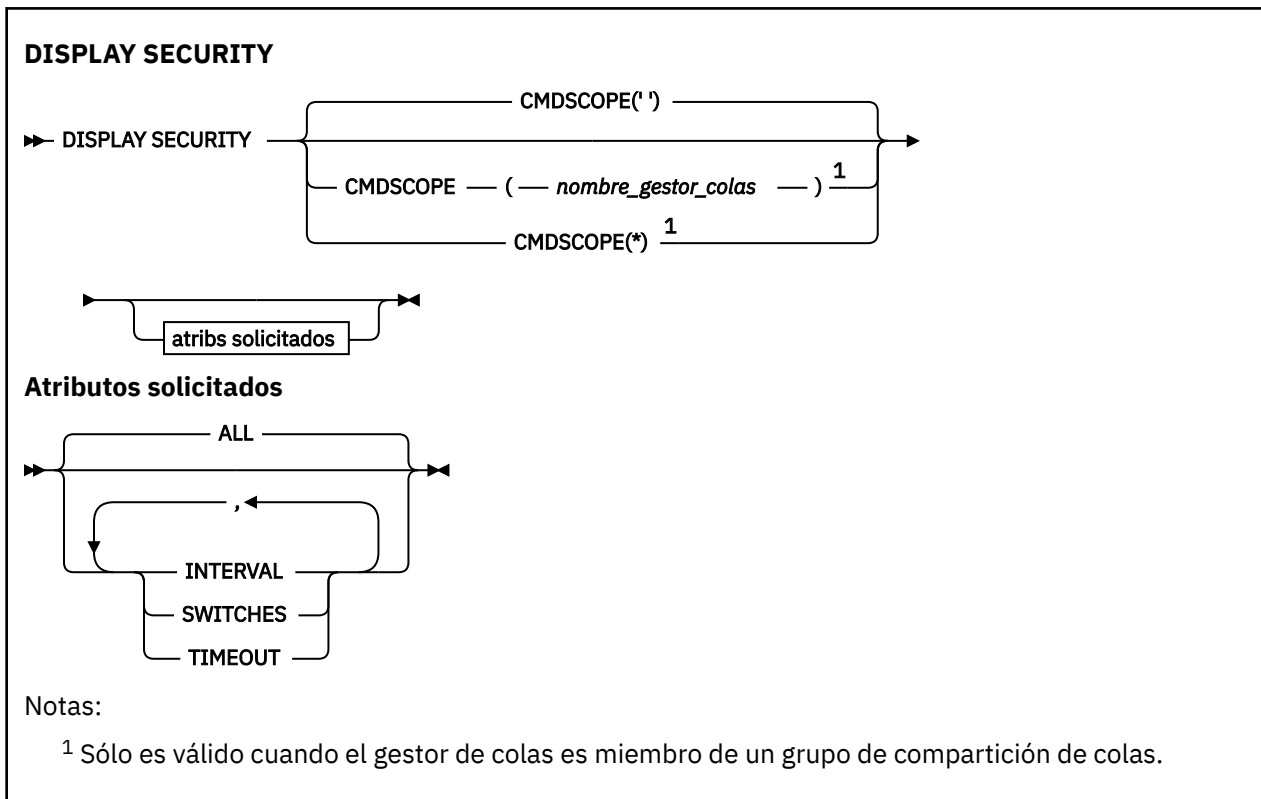 DISPLAY SECURITY
CMDSCOPE(' ')
DISPLAY SECURITY
CMDSCOPE ( nombre_gestor_colas ) 1
CMDSCOPE(*) 1
atribs solicitados
Atributos solicitados
ALL
,
INTERVAL
SWITCHES
TIMEOUT
Notas:
1 Sólo es válido cuando el gestor de colas es miembro de un grupo de compartición de colas.